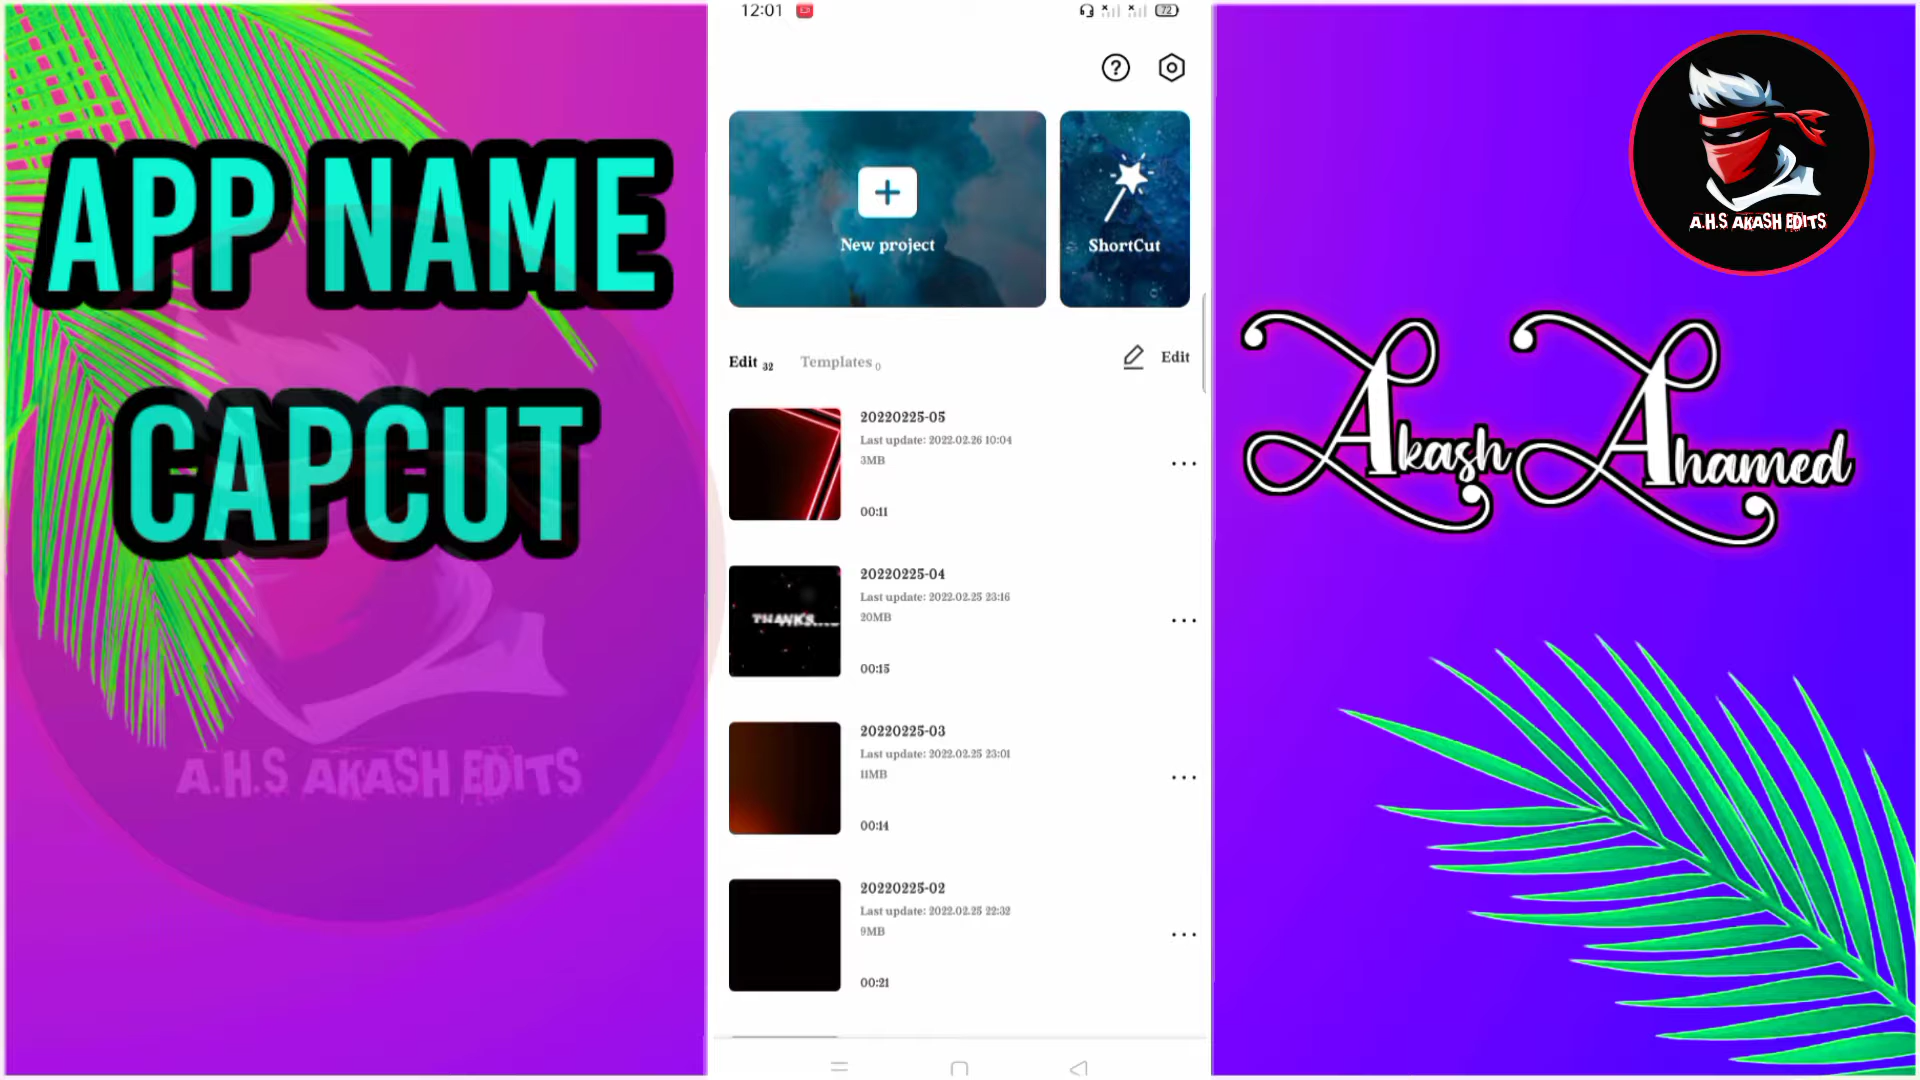 APP NAME
CAPCUT
A.H.S AKASH EDITS
12:01
72
New project
ShortCut
Edit 32
Templates 0
Edit
20220225-05
Last update: 2022.02.26 10:04
3MB
00:11
20220225-04
Last update: 2022.02.25 23:16
20MB
00:15
THANKS....
20220225-03
Last update: 2022.02.25 23:01
11MB
00:14
20220225-02
Last update: 2022.02.25 22:32
9MB
00:21
A.H.S AKASH EDITS
Akash Ahamed